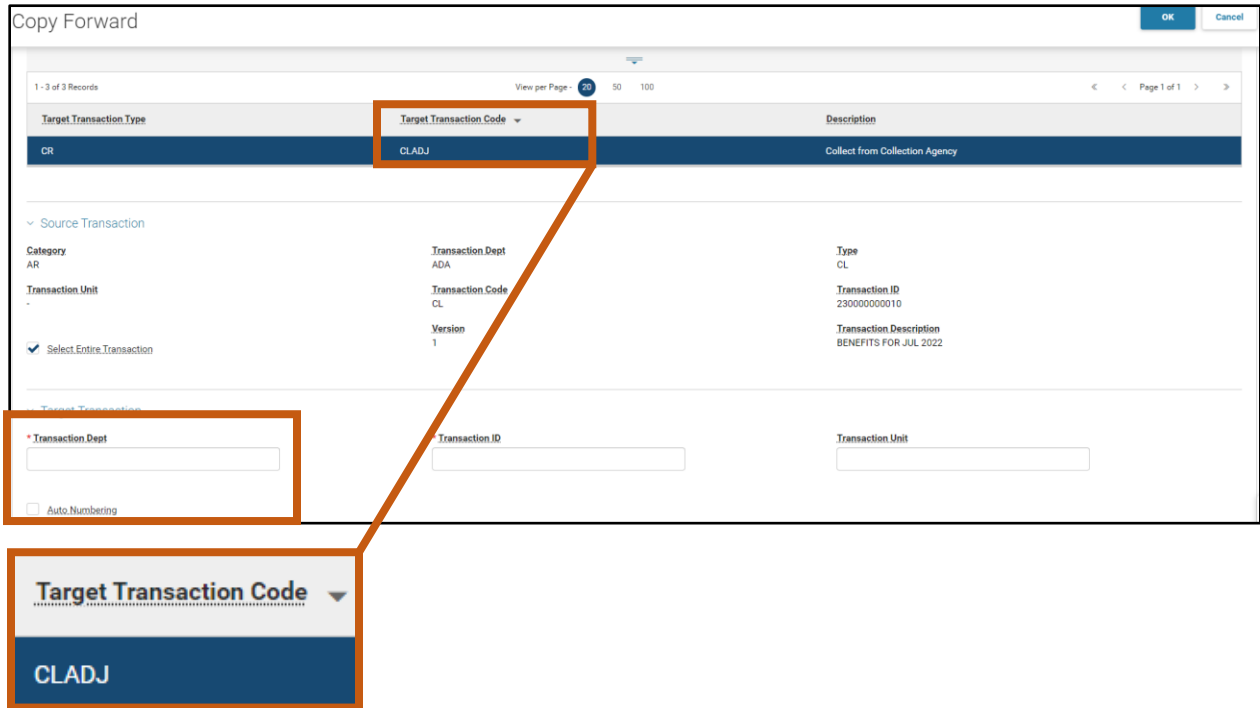 Copy Forward
OK Cancel
1 - 3 of 3 Records View per Page - 20 50 100 « < Page 1 of 1 > »
Target Transaction Type Target Transaction Code Description
CR CLADJ Collect from Collection Agency
Source Transaction
Category Transaction Dept Type
AR ADA CL
Transaction Unit Transaction Code Transaction ID
- CL 230000000010
Version Transaction Description
Select Entire Transaction 1 BENEFITS FOR JUL 2022
Target Transaction
* Transaction Dept * Transaction ID Transaction Unit
Auto Numbering
Target Transaction Code
CLADJ